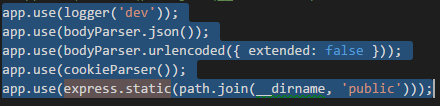 app.use(logger('dev'));
app.use(bodyParser.json());
app.use(bodyParser.urlencoded({ extended: false }));
app.use(cookieParser());
app.use(express.static(path.join(__dirname, 'public')));